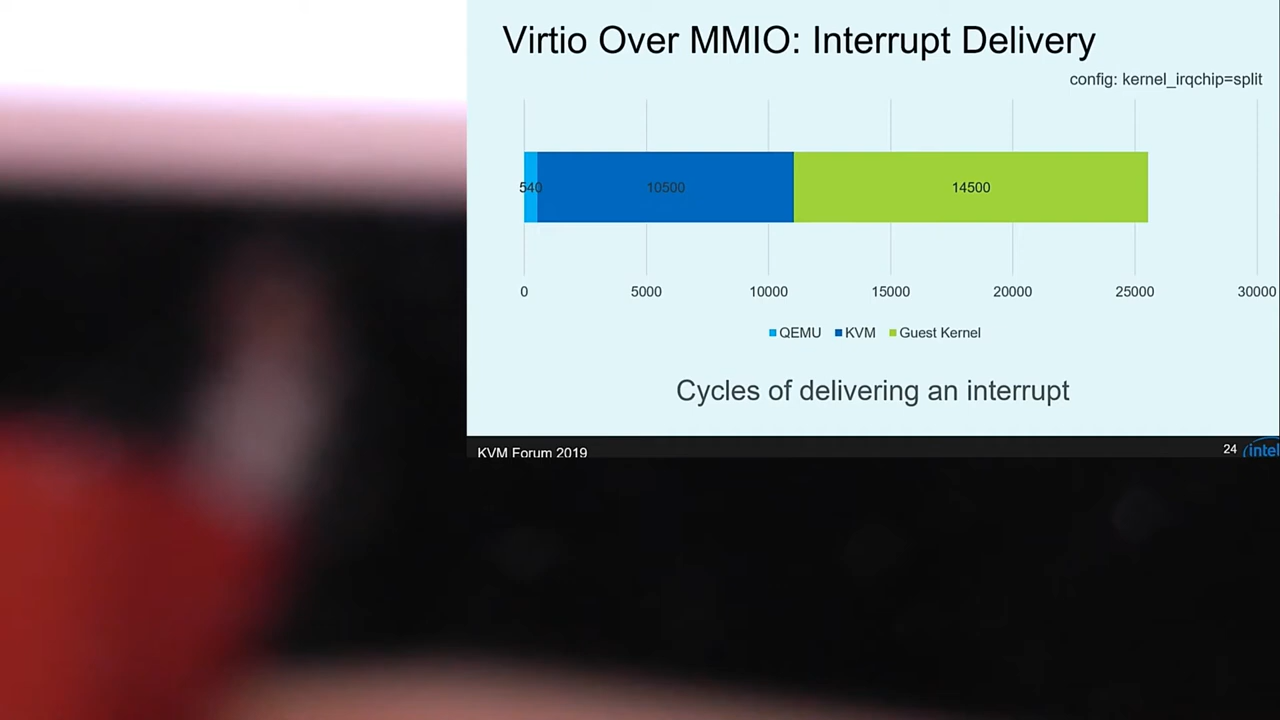 Virtio Over MMIO: Interrupt Delivery
config: kernel_irqchip=split
540 10500 14500
0 5000 10000 15000 20000 25000 30000
QEMU KVM Guest Kernel
Cycles of delivering an interrupt
KVM Forum 2019 24 intel